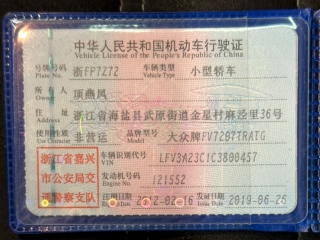 中华人民共和国机动车行驶证
Vehicle License of the People's Republic of China
号牌号码 浙FP7Z72 车辆类型 小型轿车
Plate No. Vehicle Type
所有人 顶燕凤
Owner
住址 浙江省海盐县武原街道金星村麻泾里36号
Address
使用性质 非营运 品牌型号 大众牌FV7207TRATG
Use Character Model
浙江省嘉兴
市公安局交
通警察支队
车辆识别代号 LFV3A23C1C3800457
VIN
发动机号码 121552
Engine No.
注册日期 2012-02-16 发证日期 2019-06-26